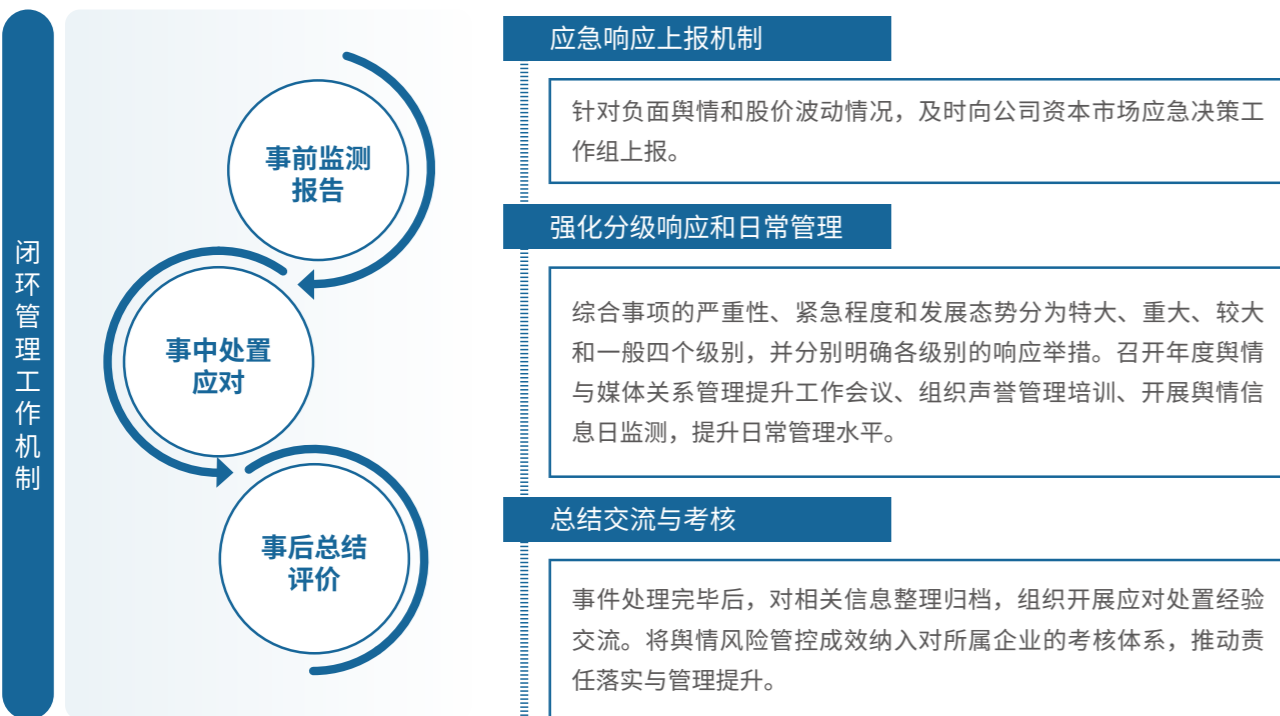 闭环管理工作机制
事前监测
报告
事中处置
应对
事后总结
评价
应急响应上报机制
针对负面舆情和股价波动情况，及时向公司资本市场应急决策工
作组上报。
强化分级响应和日常管理
综合事项的严重性、紧急程度和发展态势分为特大、重大、较大
和一般四个级别，并分别明确各级别的响应举措。召开年度舆情
与媒体关系管理提升工作会议、组织声誉管理培训、开展舆情信
息日监测，提升日常管理水平。
总结交流与考核
事件处理完毕后，对相关信息整理归档，组织开展应对处置经验
交流。将舆情风险管控成效纳入对所属企业的考核体系，推动责
任落实与管理提升。